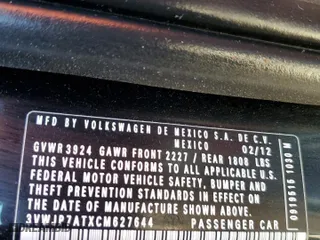 MFD BY VOLKSWAGEN DE MEXICO S.A. DE C.V.
MEXICO 02/12
GVWR 3924 GAWR FRONT 2227 / REAR 1808 LBS
THIS VEHICLE CONFORMS TO ALL APPLICABLE U.S.
FEDERAL MOTOR VEHICLE SAFETY, BUMPER AND
THEFT PREVENTION STANDARDS IN EFFECT ON
THE DATE OF MANUFACTURE SHOWN ABOVE
3VWJP7ATXCM627644 PASSENGER CAR